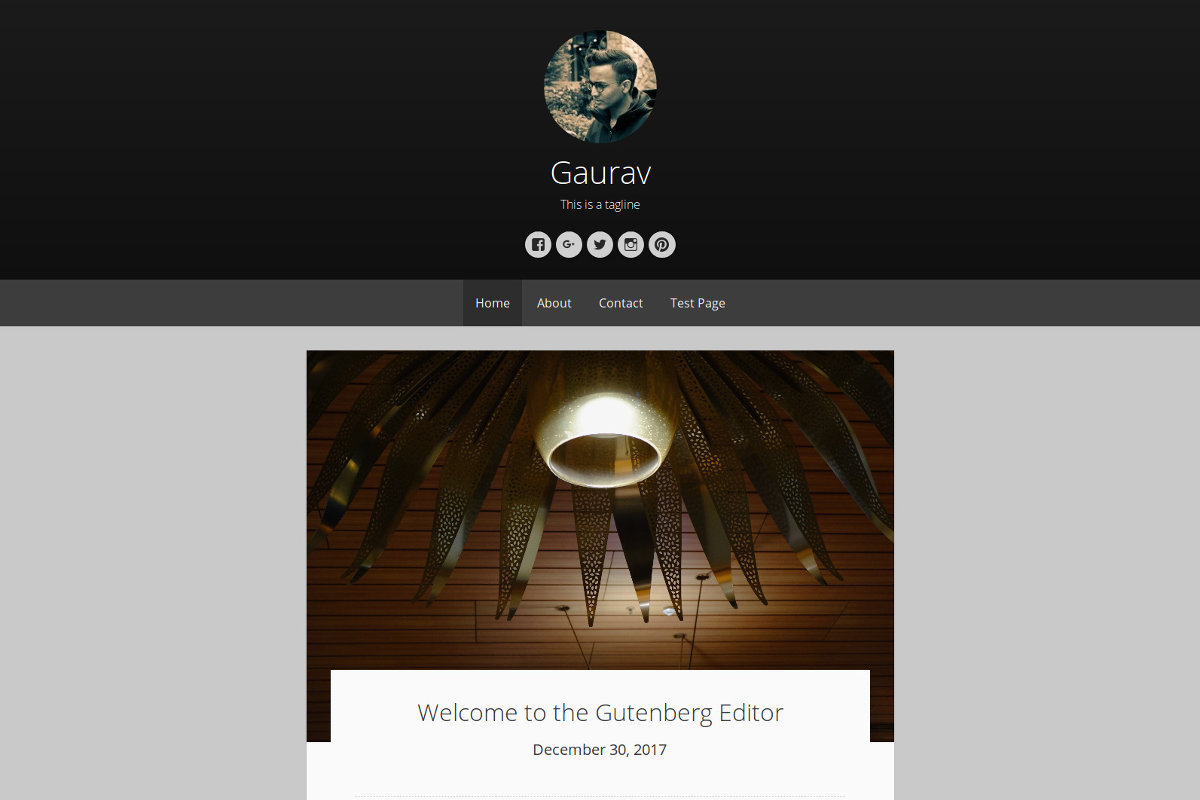 Gaurav
This is a tagline
Home About Contact Test Page
Welcome to the Gutenberg Editor
December 30, 2017